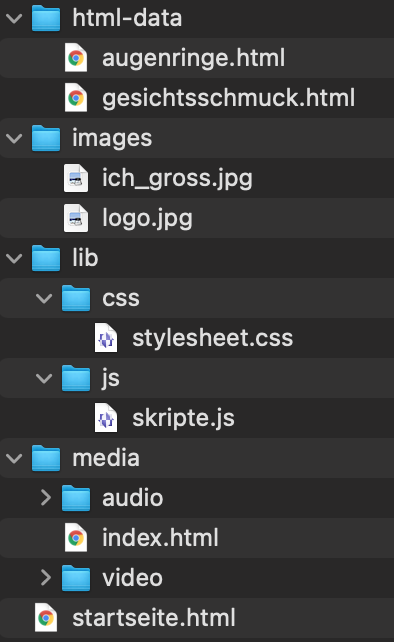 html-data
augenringe.html
gesichtsschmuck.html
images
ich_gross.jpg
logo.jpg
lib
css
stylesheet.css
js
skripte.js
media
audio
index.html
video
startseite.html